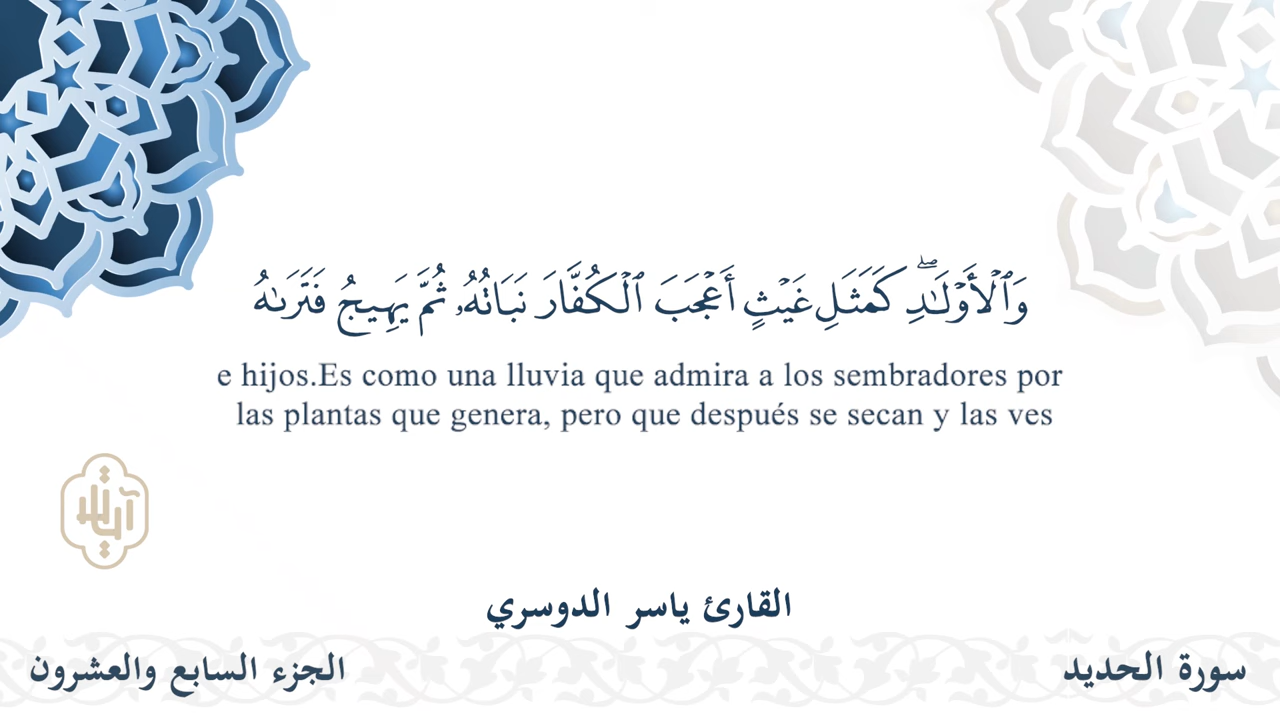 وَٱلۡأَوۡلَٰدِۖ كَمَثَلِ غَيۡثٍ أَعۡجَبَ ٱلۡكُفَّارَ نَبَاتُهُۥ ثُمَّ يَهِيجُ فَتَرَىٰهُ
e hijos.Es como una lluvia que admira a los sembradores por
las plantas que genera, pero que después se secan y las ves
آيات
القارئ ياسر الدوسري
سورة الحديد
الجزء السابع والعشرون